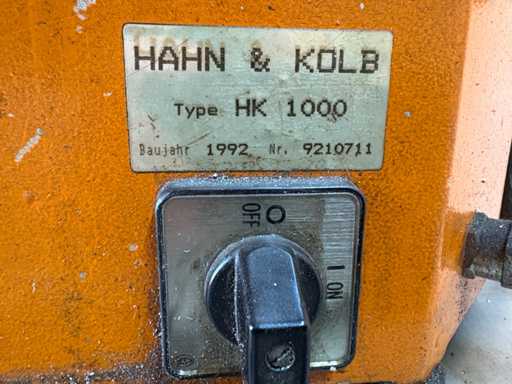 HAHN & KOLB
Type HK 1000
Baujahr 1992 Nr. 9210711
OFF O
I ON